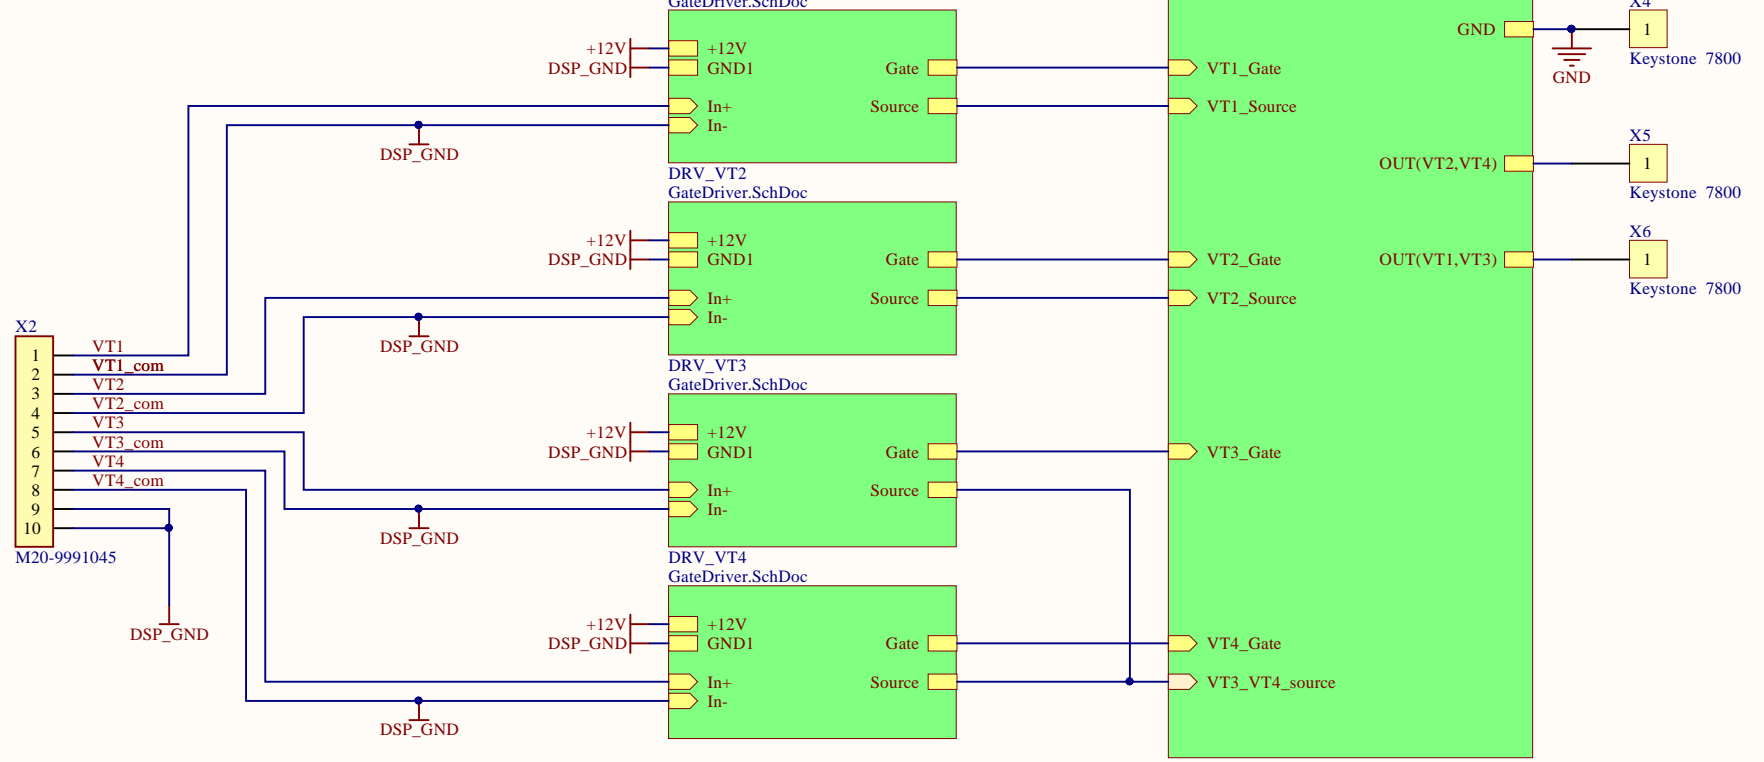 GateDriver.SchDoc
+12V
DSP_GND
+12V
GND1
In+
In-
Gate
Source
DSP_GND
VT1_Gate
VT1_Source
GND
GND
X4
1
Keystone 7800
X5
OUT(VT2,VT4)
1
Keystone 7800
X6
OUT(VT1,VT3)
1
Keystone 7800
DRV_VT2
GateDriver.SchDoc
+12V
DSP_GND
+12V
GND1
In+
In-
Gate
Source
DSP_GND
VT2_Gate
VT2_Source
X2
1 VT1
2 VT1_com
3 VT2
4 VT2_com
5 VT3
6 VT3_com
7 VT4
8 VT4_com
9
10
M20-9991045
DSP_GND
DRV_VT3
GateDriver.SchDoc
+12V
DSP_GND
+12V
GND1
In+
In-
Gate
Source
DSP_GND
VT3_Gate
DRV_VT4
GateDriver.SchDoc
+12V
DSP_GND
+12V
GND1
In+
In-
Gate
Source
DSP_GND
VT4_Gate
VT3_VT4_source